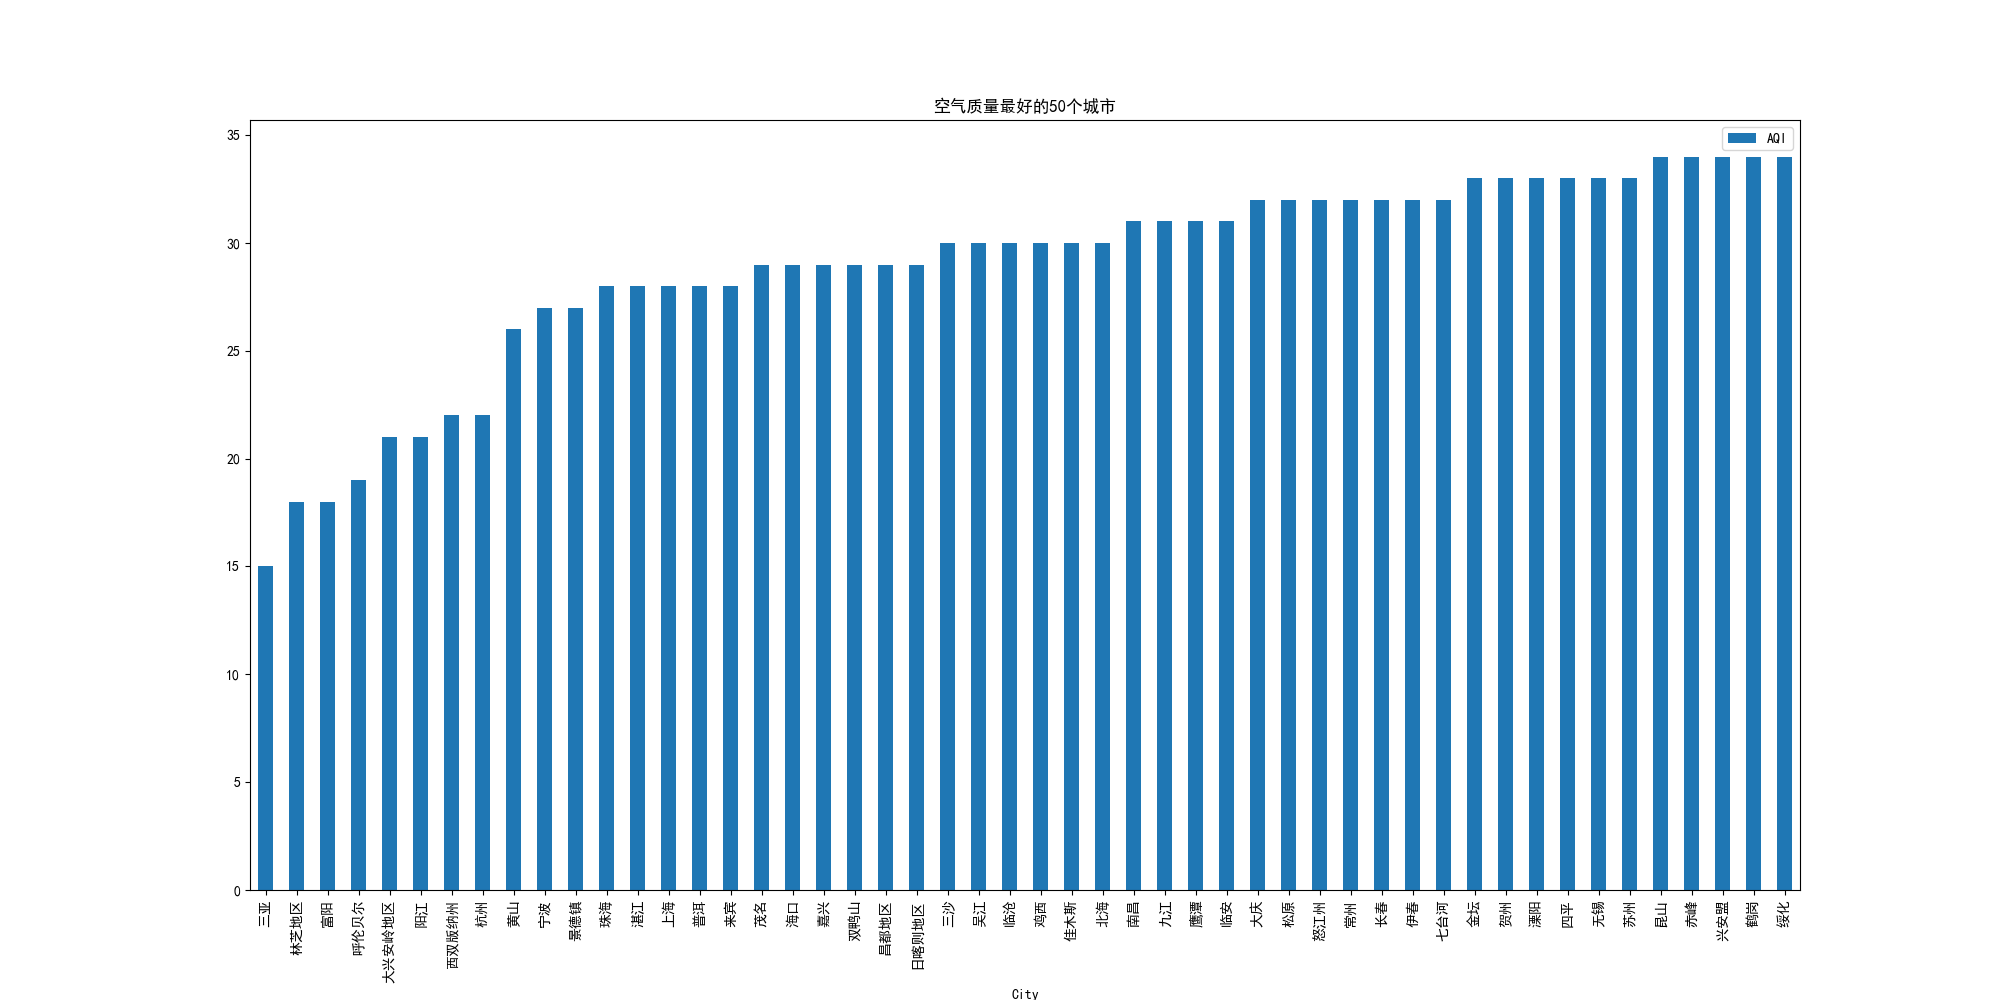 空气质量最好的50个城市
AQI
35
30
25
20
15
10
5
0
三亚
林芝地区
富阳
呼伦贝尔
大兴安岭地区
阳江
西双版纳州
杭州
黄山
宁波
景德镇
珠海
湛江
上海
普洱
来宾
茂名
海口
嘉兴
双鸭山
昌都地区
日喀则地区
三沙
吴江
临沧
鸡西
佳木斯
北海
南昌
九江
鹰潭
临安
大庆
松原
怒江州
常州
长春
伊春
七台河
金坛
贺州
溧阳
四平
无锡
苏州
昆山
赤峰
兴安盟
鹤岗
绥化
City